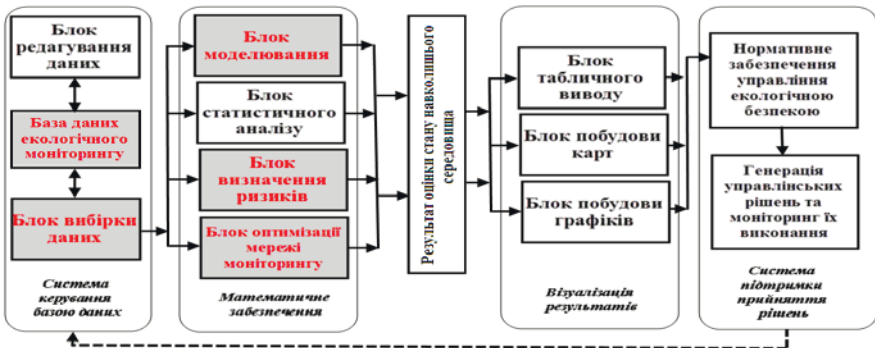 Блок
редагування
даних
База даних
екологічного
моніторингу
Блок вибірки
даних
Система
керування
базою даних
Блок
моделювання
Блок
статистичного
аналізу
Блок
визначення
ризиків
Блок оптимізації
мережі
моніторингу
Математичне
забезпечення
Результат оцінки стану навколишнього
середовища
Блок
табличного
виводу
Блок побудови
карт
Блок побудови
графіків
Візуалізація
результатів
Нормативне
забезпечення
управління
екологічною
безпекою
Генерація
управлінських
рішень та
моніторинг їх
виконання
Система
підтримки
прийняття
рішень